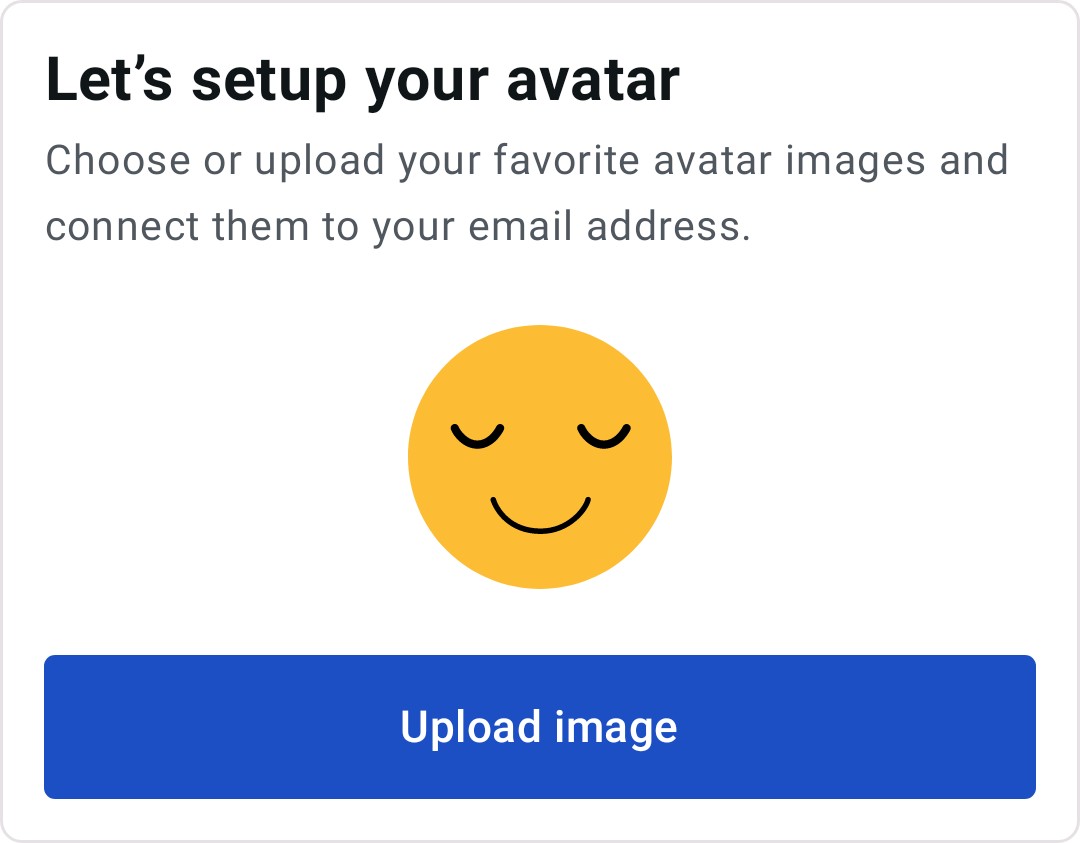 Let’s setup your avatar
Choose or upload your favorite avatar images and
connect them to your email address.
Upload image